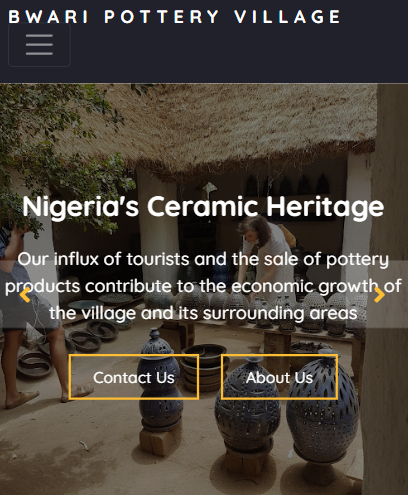 BWARI POTTERY VILLAGE
Nigeria's Ceramic Heritage
Our influx of tourists and the sale of pottery
products contribute to the economic growth of
the village and its surrounding areas
Contact Us
About Us